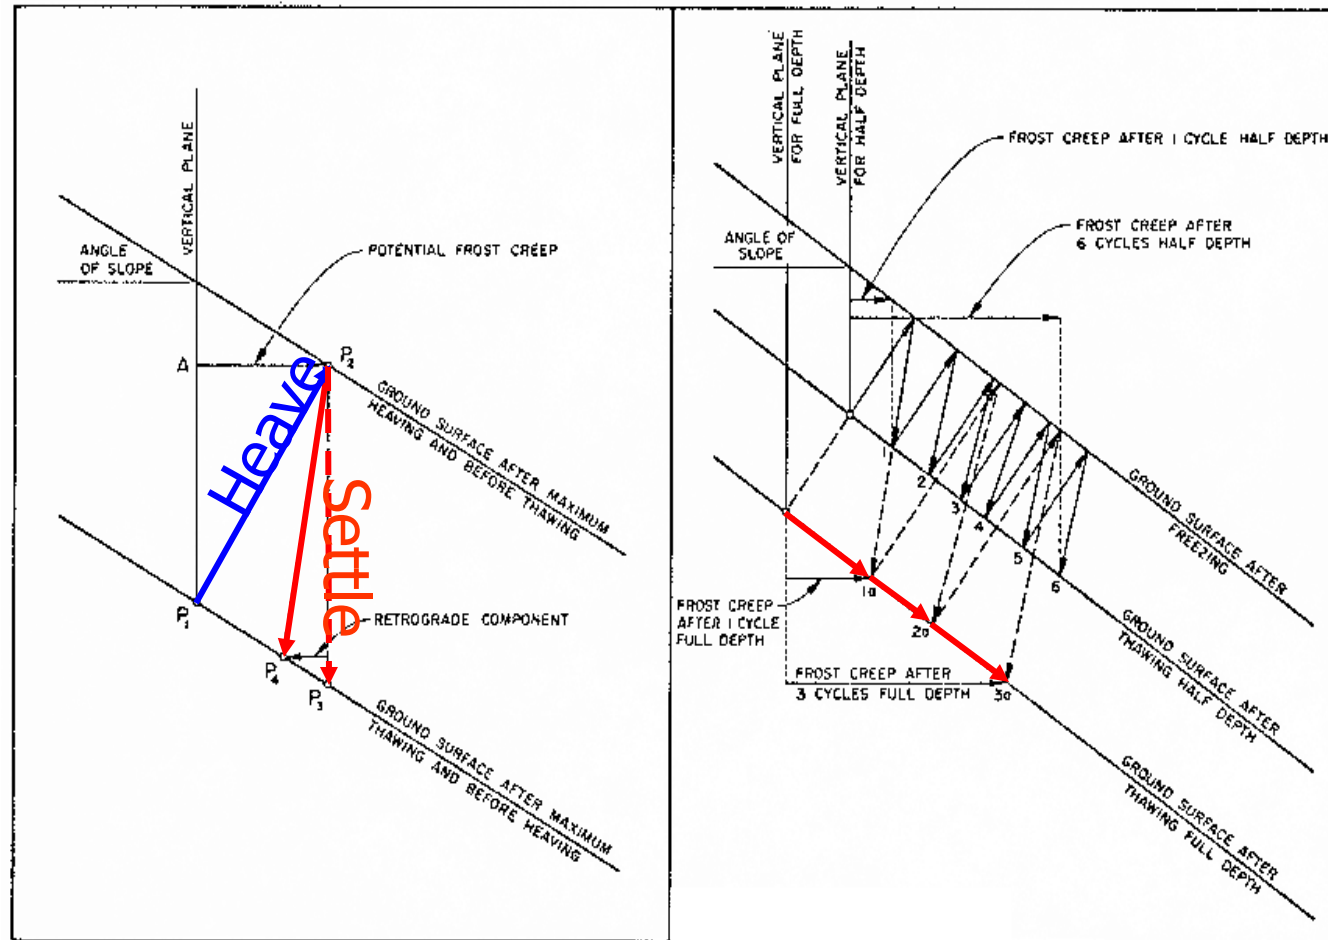 VERTICAL PLANE
ANGLE
OF SLOPE
POTENTIAL FROST CREEP
A
P2
Heave
Settle
GROUND SURFACE AFTER MAXIMUM
HEAVING AND BEFORE THAWING
P1
RETROGRADE COMPONENT
P4
P3
GROUND SURFACE AFTER MAXIMUM
THAWING AND BEFORE HEAVING
VERTICAL PLANE
FOR FULL DEPTH
VERTICAL PLANE
FOR HALF DEPTH
FROST CREEP AFTER 1 CYCLE HALF DEPTH
FROST CREEP AFTER
6 CYCLES HALF DEPTH
ANGLE OF
SLOPE
1
2
3
4
5
6
GROUND SURFACE AFTER
FREEZING
FROST CREEP
AFTER 1 CYCLE
FULL DEPTH
1a
2a
FROST CREEP AFTER
3 CYCLES FULL DEPTH
3a
GROUND SURFACE AFTER
THAWING HALF DEPTH
GROUND SURFACE AFTER
THAWING FULL DEPTH